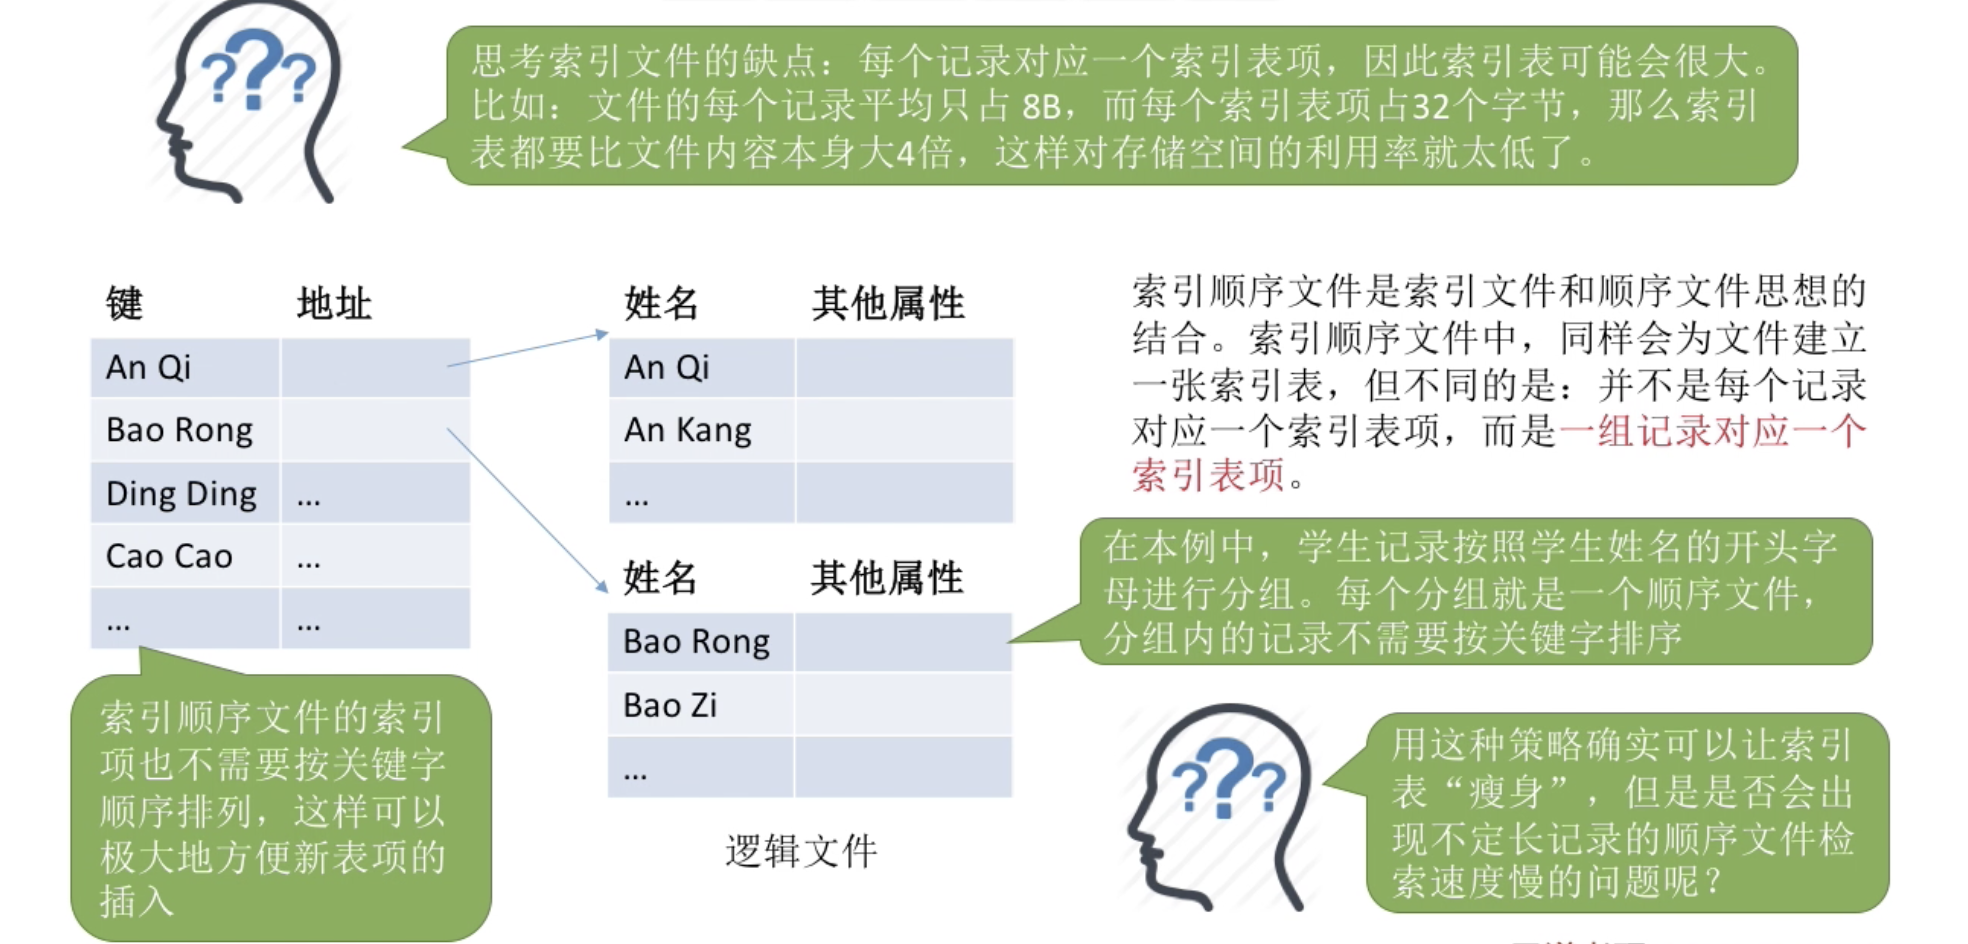 ???
思考索引文件的缺点：每个记录对应一个索引表项，因此索引表可能会很大。
比如：文件的每个记录平均只占 8B，而每个索引表项占32个字节，那么索引
表都要比文件内容本身大4倍，这样对存储空间的利用率就太低了。
键 地址
An Qi
Bao Rong
Ding Ding ...
Cao Cao ...
... ...
索引顺序文件的索引
项也不需要按关键字
顺序排列，这样可以
极大地方便新表项的
插入
姓名 其他属性
An Qi
An Kang
...
姓名 其他属性
Bao Rong
Bao Zi
...
逻辑文件
索引顺序文件是索引文件和顺序文件思想的
结合。索引顺序文件中，同样会为文件建立
一张索引表，但不同的是：并不是每个记录
对应一个索引表项，而是一组记录对应一个
索引表项。
在本例中，学生记录按照学生姓名的开头字
母进行分组。每个分组就是一个顺序文件，
分组内的记录不需要按关键字排序
???
用这种策略确实可以让索引
表“瘦身”，但是是否会出
现不定长记录的顺序文件检
索速度慢的问题呢？